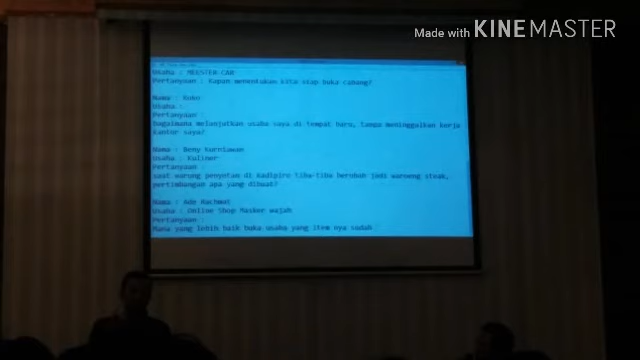 Made with KINEMASTER
Usaha : MEESTER CAR
Pertanyaan : Kapan menentukan kita siap buka cabang?
Nama : Koko
Usaha :
Pertanyaan :
bagaimana melanjutkan usaha saya di tempat baru, tanpa meninggalkan kerja
kantor saya?
Nama : Beny Kurniawan
Usaha : Kuliner
Pertanyaan :
saat warung penyetan di Kadipiro tiba-tiba berubah jadi waroeng steak,
pertimbangan apa yang dibuat?
Nama : Ade Rachmat
Usaha : Online Shop Masker wajah
Pertanyaan :
Mana yang lebih baik buka usaha yang item nya sudah